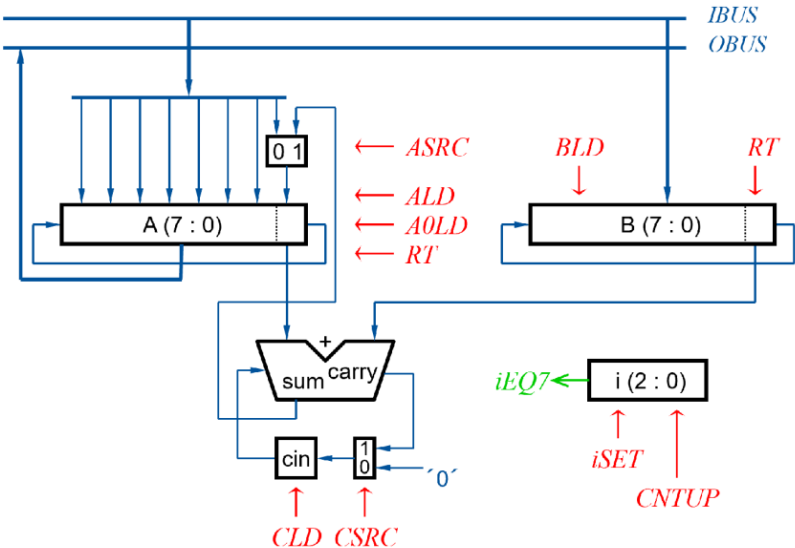 IBUS
OBUS
0 1
ASRC
BLD
RT
ALD
A (7 : 0)
A0LD
B (7 : 0)
RT
+
sum
carry
iEQ7
i (2 : 0)
1
0
cin
´0´
iSET
CNTUP
CLD
CSRC